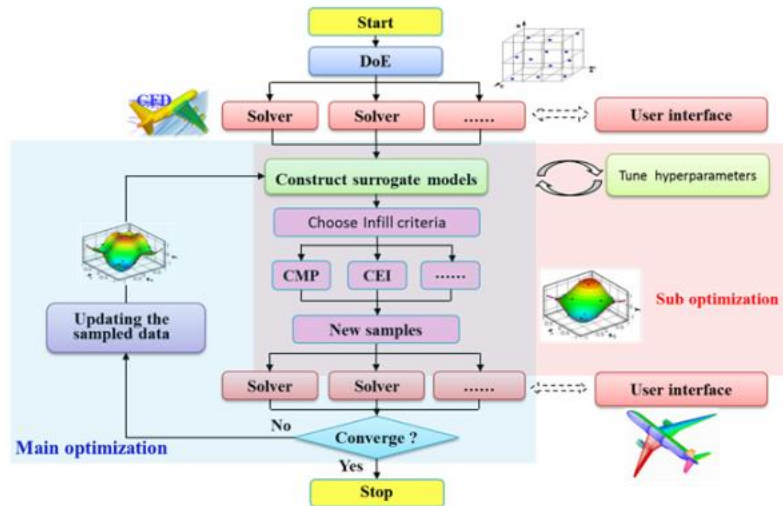 Start
DoE
CFD
Solver
Solver
......
User interface
Construct surrogate models
Tune hyperparameters
Choose Infill criteria
CMP
CEI
......
Sub optimization
Updating the
sampled data
New samples
Solver
Solver
......
User interface
No
Converge ?
Main optimization
Yes
Stop